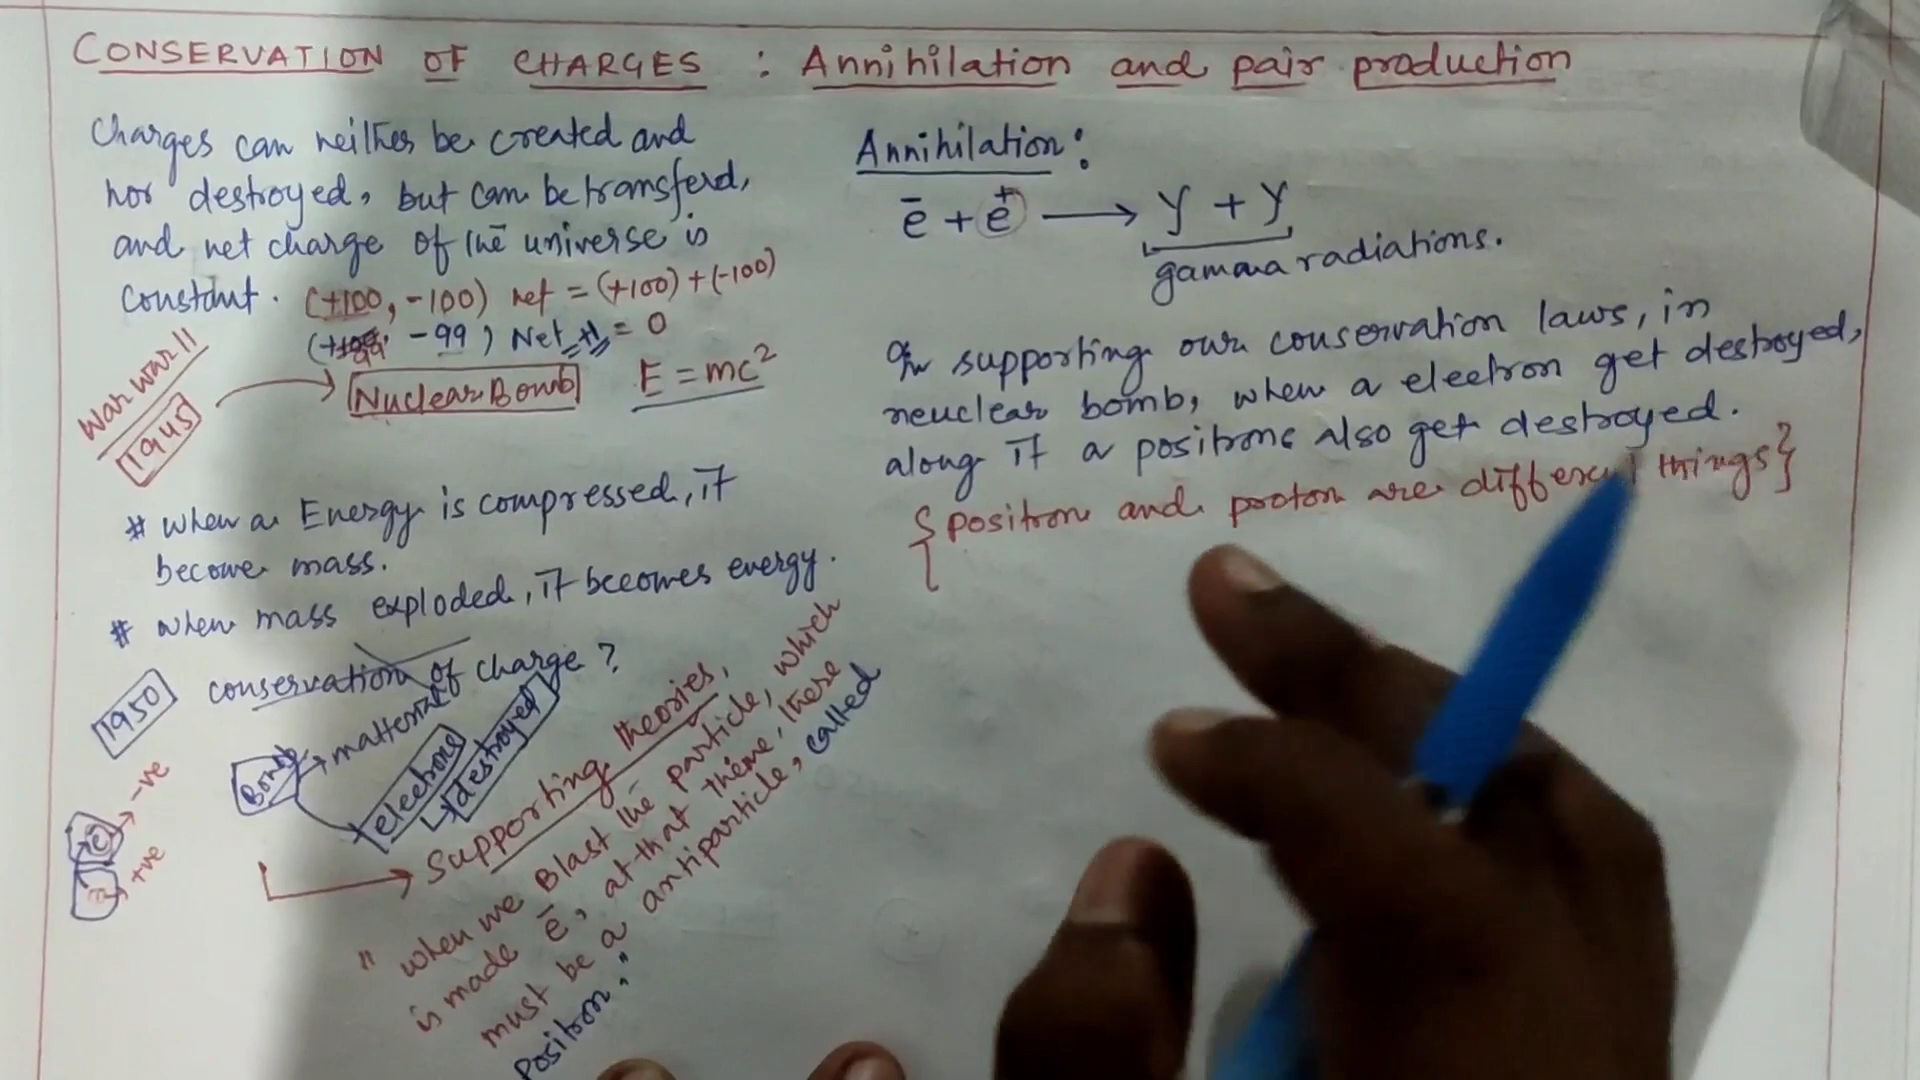 CONSERVATION OF CHARGES : Annihilation and pair production
Charges can neither be created and
nor destroyed, but can be transferd,
and net charge of the universe is
constant.
(+100, -100) net = (+100) + (-100)
-99) Net = 0
War war II
1945
Nuclear Bomb
E = mc²
# when a Energy is compressed, it
become mass.
# when mass exploded, it becomes energy.
1950
conservation of charge?
Bomb
electrons
destroyed
-ve
+ve
Supporting theories,
" when we Blast the particle, which
is made ē, at that theme, there
must be a antiparticle, called
Positron."
Annihilation:
ē + e⁺ → γ + γ
gamma radiations.
supporting our conservation laws, in
neuclear bomb, when a electron get destroyed,
along it a positrons also get destroyed.
{ positron and proton are different things}